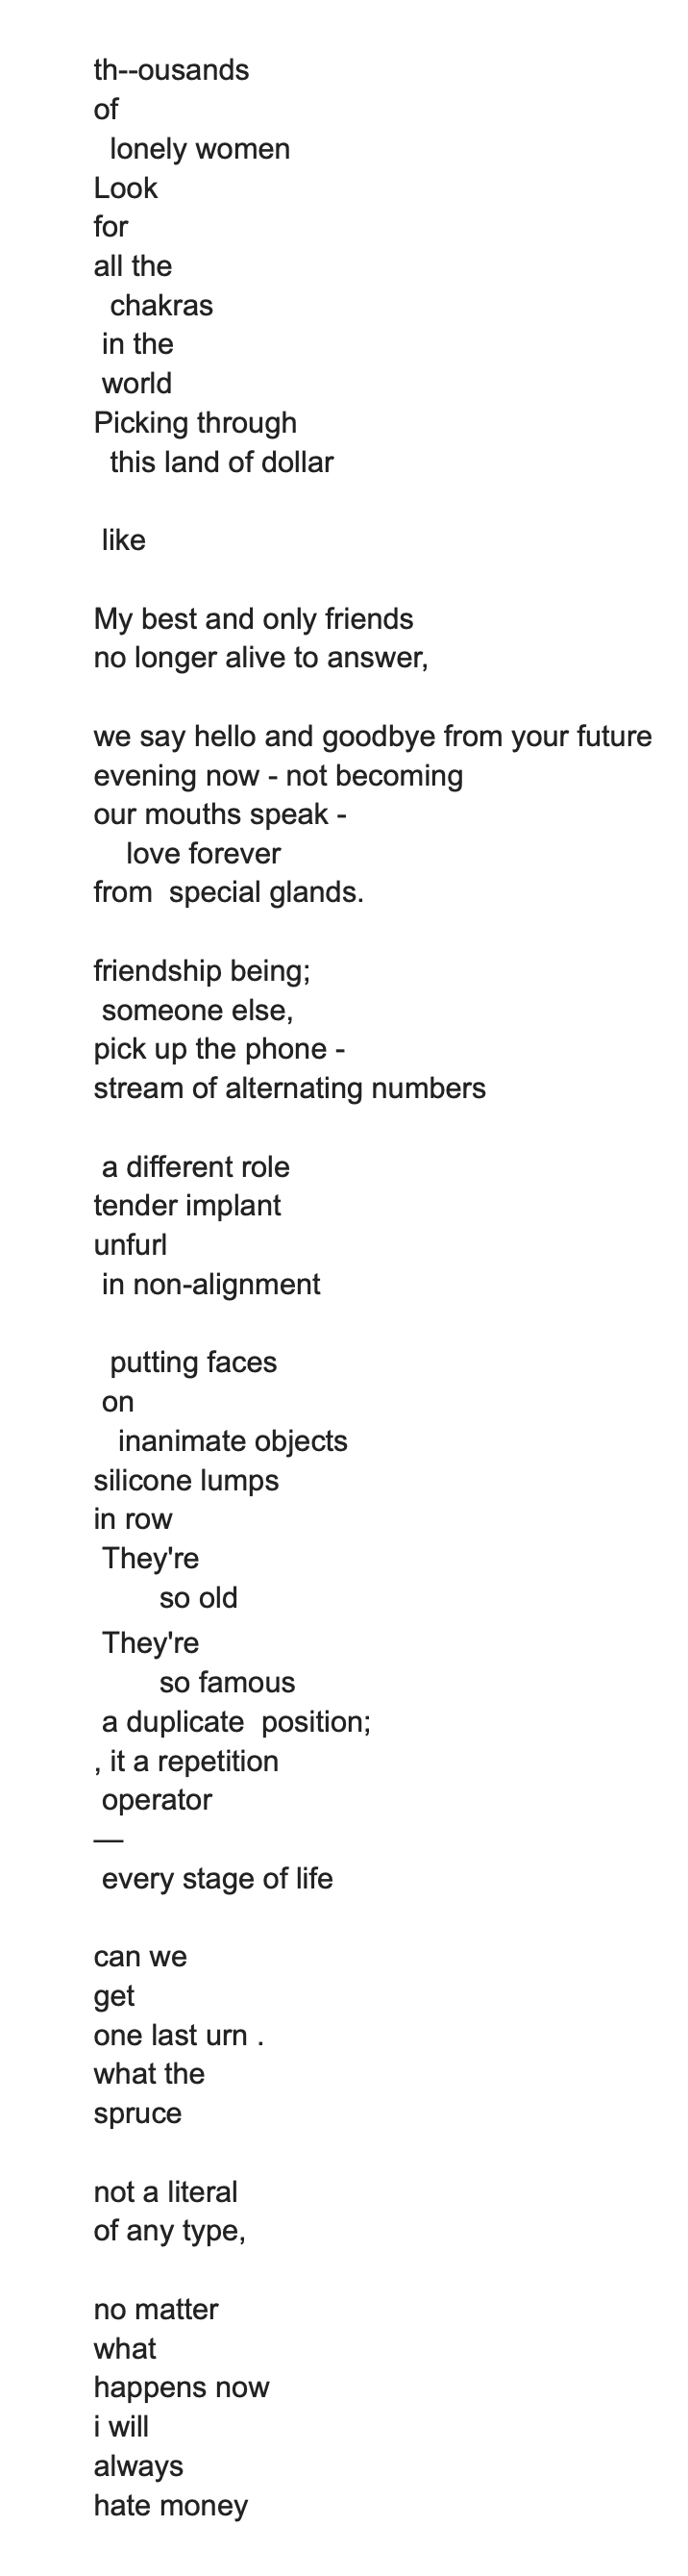 th--ousands
of
  lonely women
Look
for
all the
  chakras
 in the
 world
Picking through
  this land of dollar

 like

My best and only friends
no longer alive to answer,

we say hello and goodbye from your future
evening now - not becoming
our mouths speak -
    love forever
from  special glands.

friendship being;
 someone else,
pick up the phone -
stream of alternating numbers

 a different role
tender implant
unfurl
 in non-alignment

  putting faces
 on
   inanimate objects
silicone lumps
in row
 They're
        so old
 They're
        so famous
 a duplicate  position;
, it a repetition
 operator
—
 every stage of life

can we
get
one last urn .
what the
spruce

not a literal
of any type,

no matter
what
happens now
i will
always
hate money